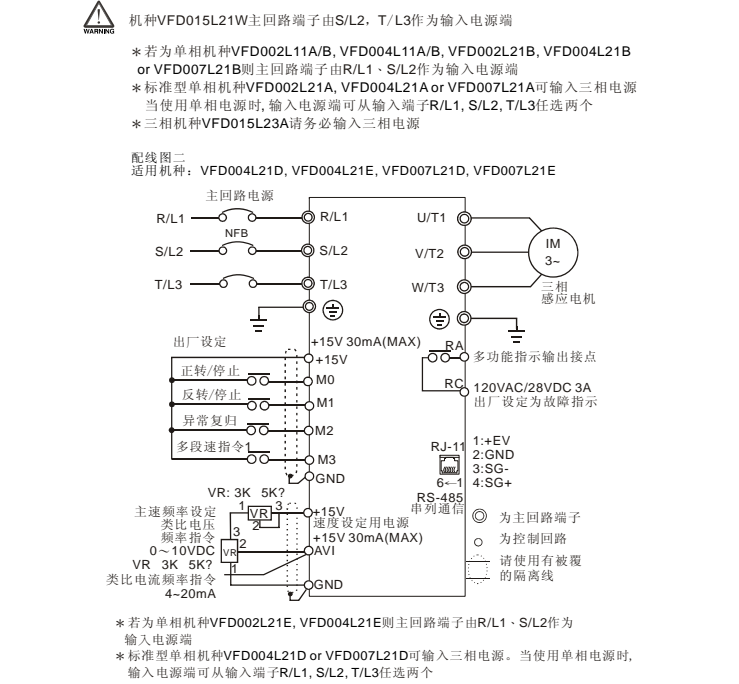 WARNING
机种VFD015L21W主回路端子由S/L2，T/L3作为输入电源端
＊若为单相机种VFD002L11A/B, VFD004L11A/B, VFD002L21B, VFD004L21B
or VFD007L21B则主回路端子由R/L1、S/L2作为输入电源端
＊标准型单相机种VFD002L21A, VFD004L21A or VFD007L21A可输入三相电源
当使用单相电源时, 输入电源端可从输入端子R/L1, S/L2, T/L3任选两个
＊三相机种VFD015L23A请务必输入三相电源
配线图二
适用机种：VFD004L21D, VFD004L21E, VFD007L21D, VFD007L21E
主回路电源
R/L1
R/L1
U/T1
NFB
S/L2
S/L2
V/T2
IM
3~
T/L3
T/L3
W/T3
三相
感应电机
出厂设定
+15V 30mA(MAX)
+15V
RA
多功能指示输出接点
正转/停止
M0
RC
120VAC/28VDC 3A
出厂设定为故障指示
反转/停止
M1
异常复归
M2
多段速指令1
M3
GND
RJ-11
6←1
RS-485
串列通信
1:+EV
2:GND
3:SG-
4:SG+
VR: 3K 5K?
主速频率设定
1
VR
3
2
+15V
速度设定用电源
+15V 30mA(MAX)
类比电压
频率指令
0～10VDC
3
VR
2
1
AVI
VR 3K 5K?
类比电流频率指令
4~20mA
GND
为主回路端子
为控制回路
请使用有被覆
的隔离线
＊若为单相机种VFD002L21E, VFD004L21E则主回路端子由R/L1、S/L2作为
输入电源端
＊标准型单相机种VFD004L21D or VFD007L21D可输入三相电源。当使用单相电源时,
输入电源端可从输入端子R/L1, S/L2, T/L3任选两个